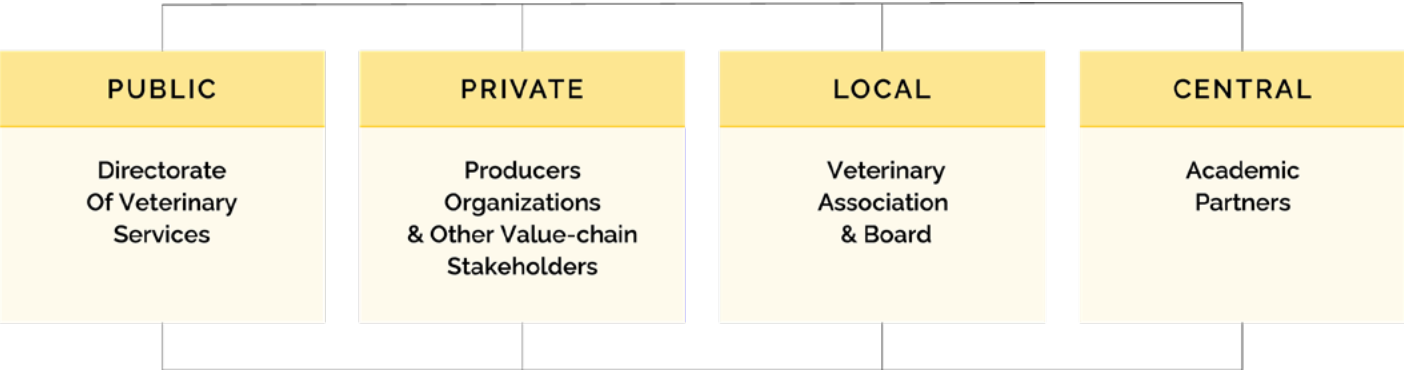 PUBLIC
Directorate
Of Veterinary
Services
PRIVATE
Producers
Organizations
& Other Value-chain
Stakeholders
LOCAL
Veterinary
Association
& Board
CENTRAL
Academic
Partners